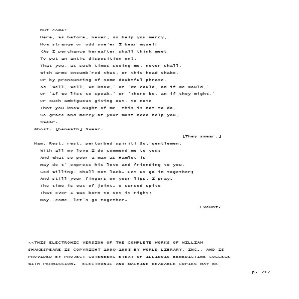 But come!
Here, as before, never, so help you mercy,
How strange or odd soe'er I bear myself
(As I perchance hereafter shall think meet
To put an antic disposition on),
That you, at such times seeing me, never shall,
With arms encumb'red thus, or this head-shake,
Or by pronouncing of some doubtful phrase,
As 'Well, well, we know,' or 'We could, an if we would,'
Or 'If we list to speak,' or 'There be, an if they might,'
Or such ambiguous giving out, to note
That you know aught of me- this is not to do,
So grace and mercy at your most need help you,
Swear.
Ghost. [beneath] Swear.
[They swear.]
Ham. Rest, rest, perturbed spirit! So, gentlemen,
With all my love I do commend me to you;
And what so poor a man as Hamlet is
May do t' express his love and friending to you,
God willing, shall not lack. Let us go in together;
And still your fingers on your lips, I pray.
The time is out of joint. O cursed spite
That ever I was born to set it right!
Nay, come, let's go together.
Exeunt.
<<THIS ELECTRONIC VERSION OF THE COMPLETE WORKS OF WILLIAM
SHAKESPEARE IS COPYRIGHT 1990-1993 BY WORLD LIBRARY, INC., AND IS
PROVIDED BY PROJECT GUTENBERG ETEXT OF ILLINOIS BENEDICTINE COLLEGE
WITH PERMISSION. ELECTRONIC AND MACHINE READABLE COPIES MAY BE
p.